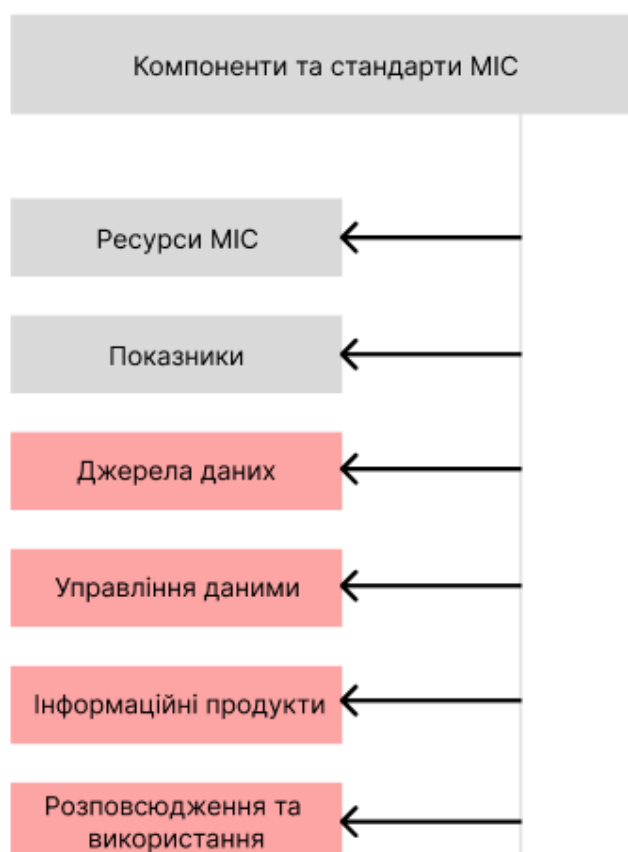 Компоненти та стандарти МІС
Ресурси МІС
Показники
Джерела даних
Управління даними
Інформаційні продукти
Розповсюдження та
використання